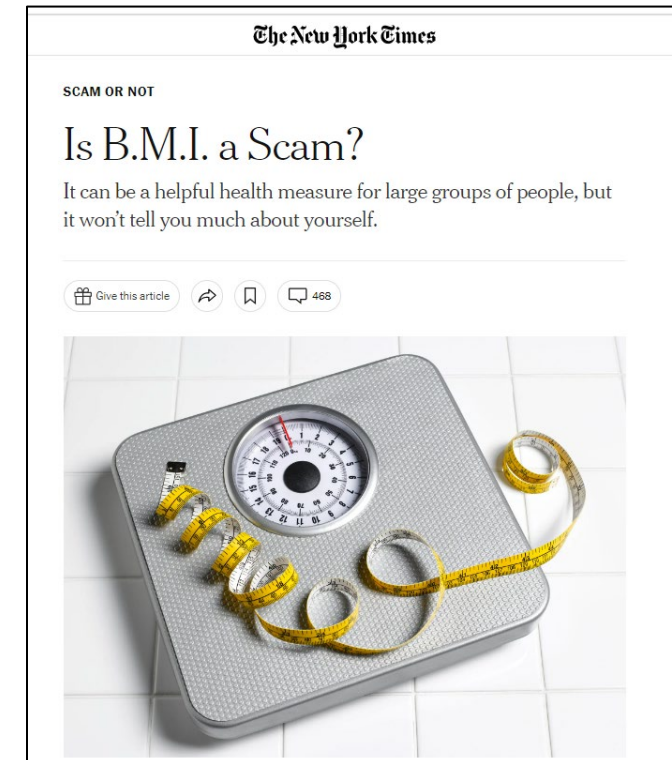 The New York Times
SCAM OR NOT
Is B.M.I. a Scam?
It can be a helpful health measure for large groups of people, but
it won't tell you much about yourself.
Give this article
468